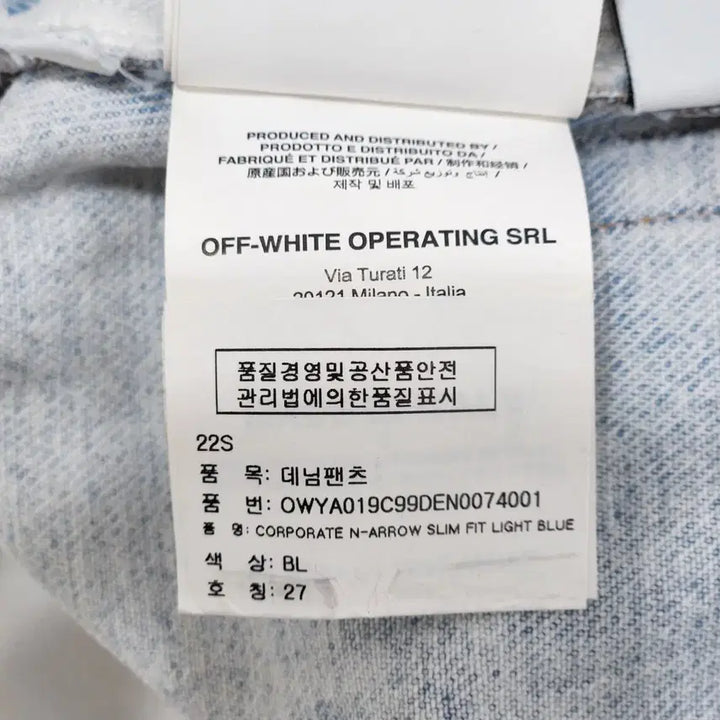 PRODUCED AND DISTRIBUTED BY /
PRODOTTO E DISTRIBUITO DA /
FABRIQUÉ ET DISTRIBUÉ PAR / 制作和经销 /
原産国および販売元 / إنتاج وتوزيع شركة /
제작 및 배포
OFF-WHITE OPERATING SRL
Via Turati 12
20121 Milano - Italia
품질경영및공산품안전
관리법에의한품질표시
22S
품 목: 데님팬츠
품 번: OWYA019C99DEN0074001
품 명: CORPORATE N-ARROW SLIM FIT LIGHT BLUE
색 상: BL
호 칭: 27